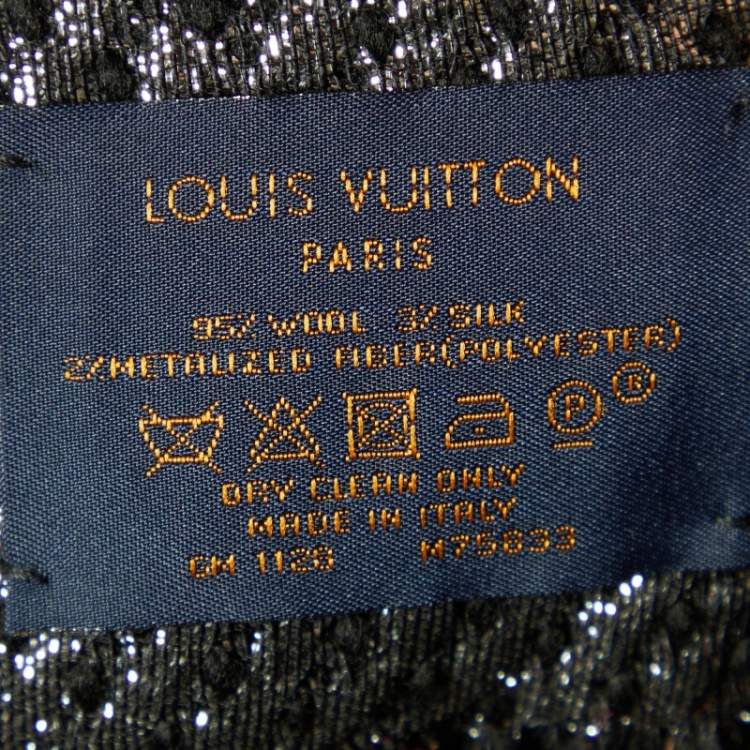 LOUIS VUITTON
PARIS
95% WOOL 3% SILK
2%METALIZED FIBER(POLYESTER)
P R
DRY CLEAN ONLY
MADE IN ITALY
GM 1128 M75833